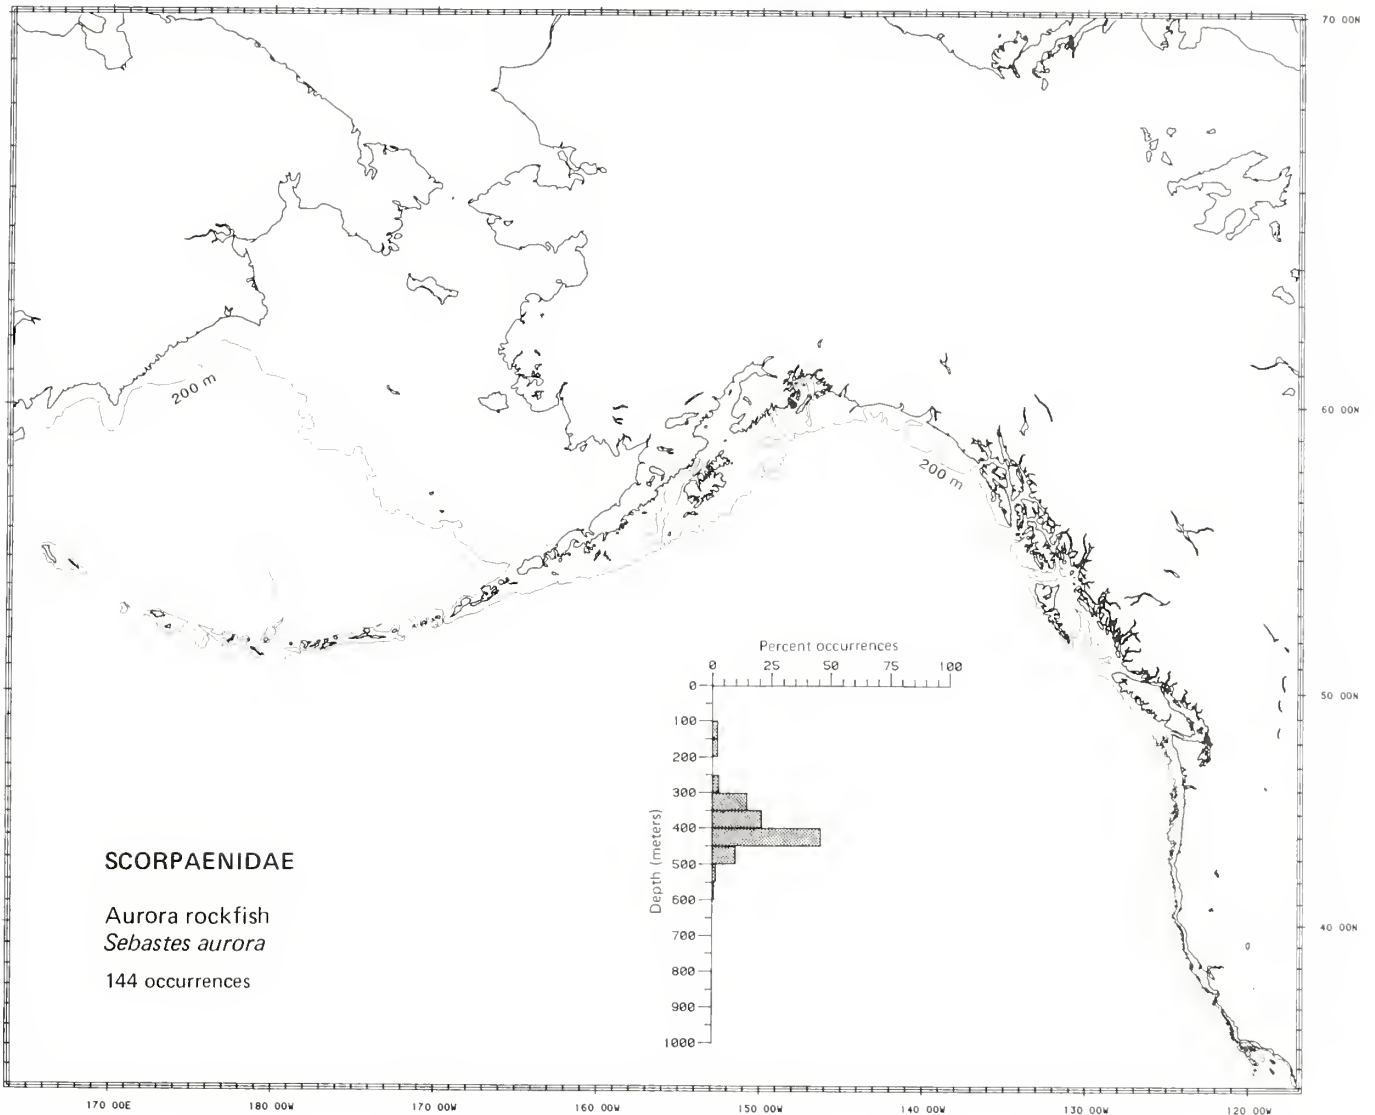 70 00N
200 m
60 00N
200 m
Percent occurrences
0 25 50 75 100
50 00N
0
100
200
300
400
500
600
700
800
900
1000
Depth (meters)
SCORPAENIDAE
Aurora rockfish
Sebastes aurora
144 occurrences
40 00N
170 00E 180 00W 170 00W 160 00W 150 00W 140 00W 130 00W 120 00W